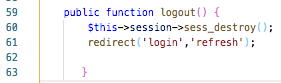 59
60 public function logout() {
61 $this->session->sess_destroy();
62 redirect('login','refresh');
63 }